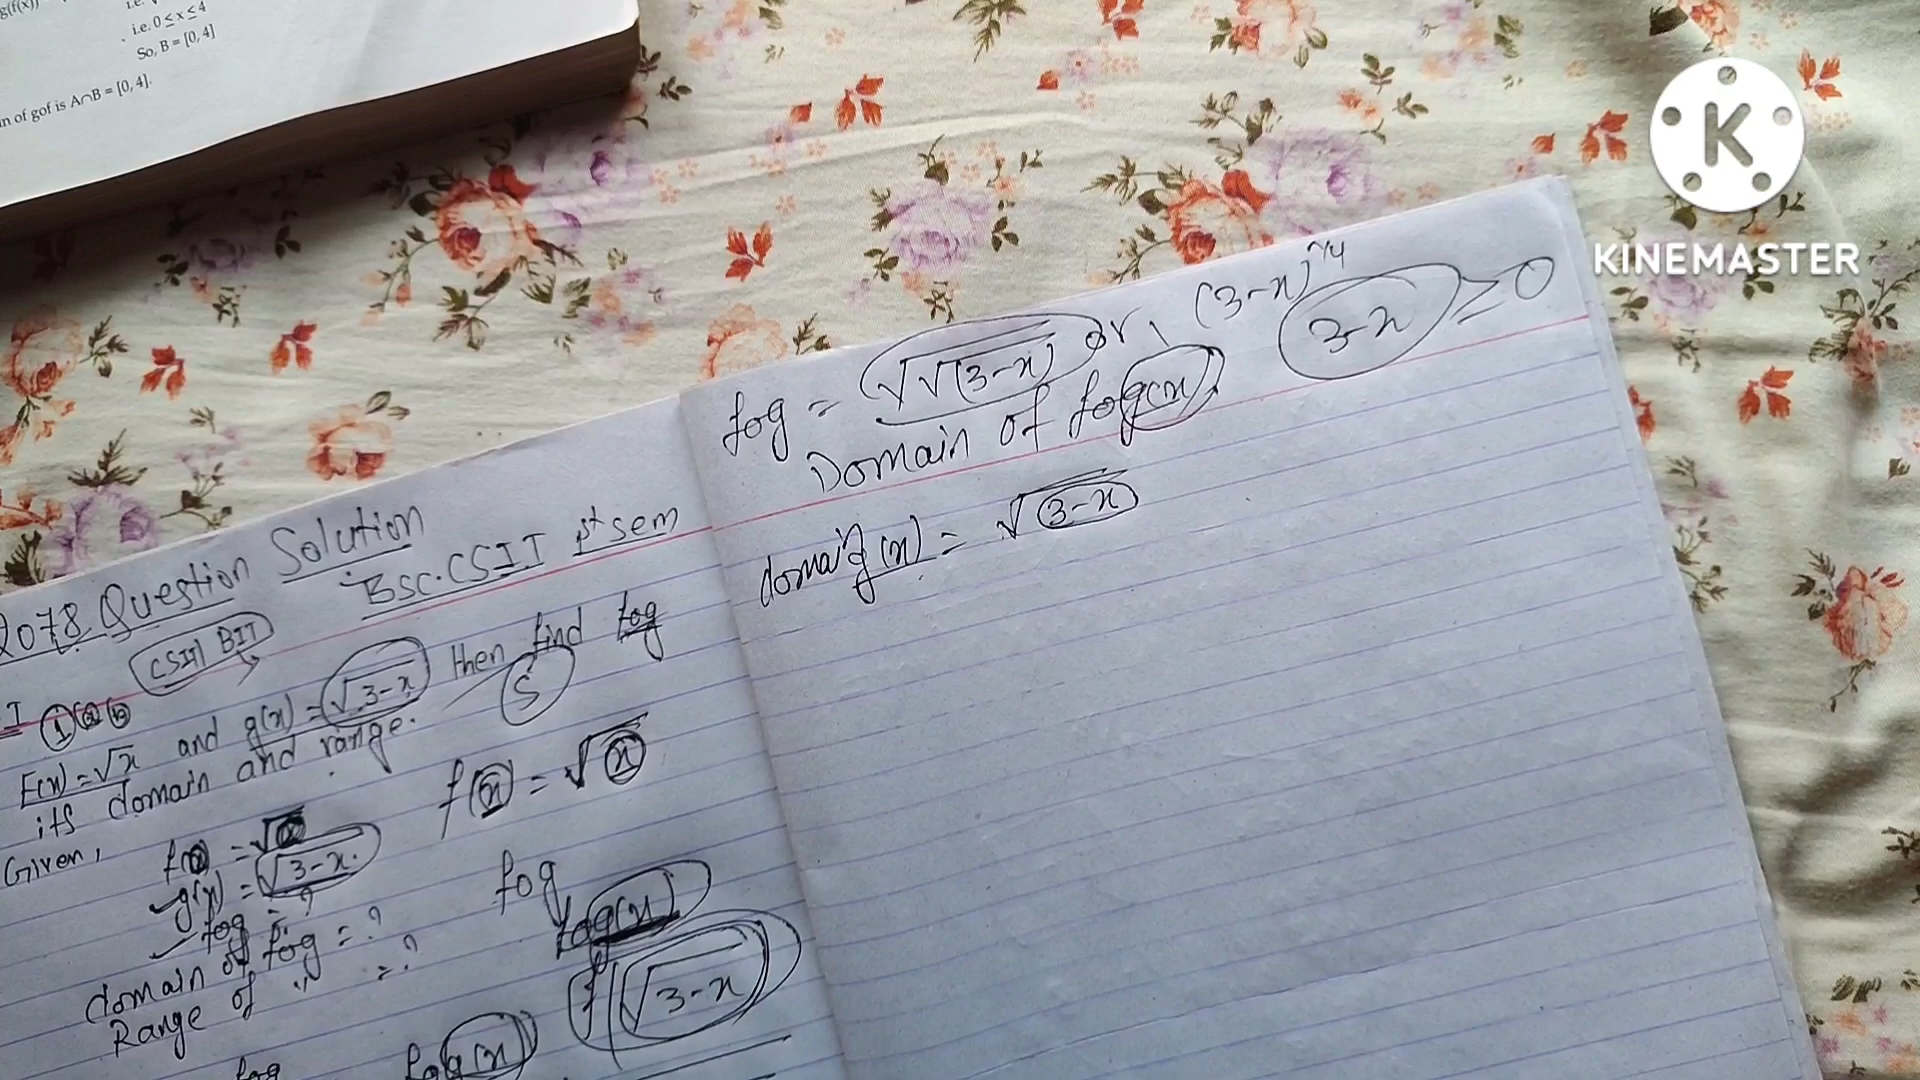 g(f(x))
i.e.
i.e. 0 ≤ x ≤ 4
So, B = [0, 4]
n of gof is A∩B = [0, 4].
KINEMASTER
fog = √√(3-x) or, (3-x)^1/4
3-x ≥ 0
Domain of fog(x),
domain g(x) = √3-x
2078 Question Solution
BSC.CSIT 1st sem
CSIT BIT
I ① ⓐ ⓑ
F(x) = √x and g(x) = √3-x then find fog
its domain and range. 5
Given,
f(x) = √x
f(x) = √x
g(x) = √3-x.
fog = ?
domain of fog = ?
Range of " = ?
fog
fog(x)
f(√3-x)
fog
fog(x)